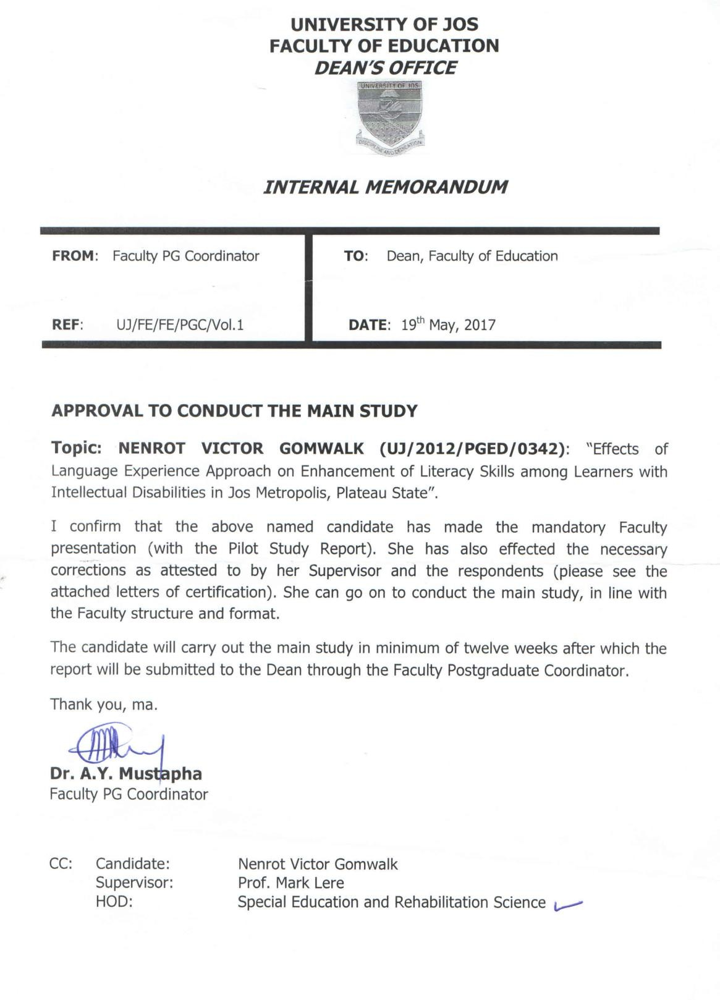 UNIVERSITY OF JOS
FACULTY OF EDUCATION
DEAN'S OFFICE
UNIVERSITY OF JOS
DISCIPLINE AND DEDICATION
INTERNAL MEMORANDUM
FROM: Faculty PG Coordinator
TO: Dean, Faculty of Education
REF: UJ/FE/FE/PGC/Vol.1
DATE: 19th May, 2017
APPROVAL TO CONDUCT THE MAIN STUDY
Topic: NENROT VICTOR GOMWALK (UJ/2012/PGED/0342): "Effects of
Language Experience Approach on Enhancement of Literacy Skills among Learners with
Intellectual Disabilities in Jos Metropolis, Plateau State".
I confirm that the above named candidate has made the mandatory Faculty
presentation (with the Pilot Study Report). She has also effected the necessary
corrections as attested to by her Supervisor and the respondents (please see the
attached letters of certification). She can go on to conduct the main study, in line with
the Faculty structure and format.
The candidate will carry out the main study in minimum of twelve weeks after which the
report will be submitted to the Dean through the Faculty Postgraduate Coordinator.
Thank you, ma.
Dr. A.Y. Mustapha
Faculty PG Coordinator
CC: Candidate: Nenrot Victor Gomwalk
Supervisor: Prof. Mark Lere
HOD: Special Education and Rehabilitation Science